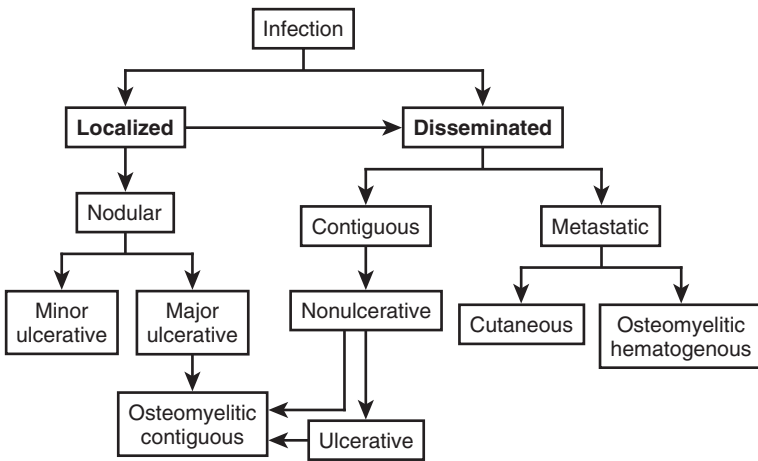 Infection
Localized
Disseminated
Nodular
Contiguous
Metastatic
Minor
ulcerative
Major
ulcerative
Nonulcerative
Cutaneous
Osteomyelitic
hematogenous
Osteomyelitic
contiguous
Ulcerative